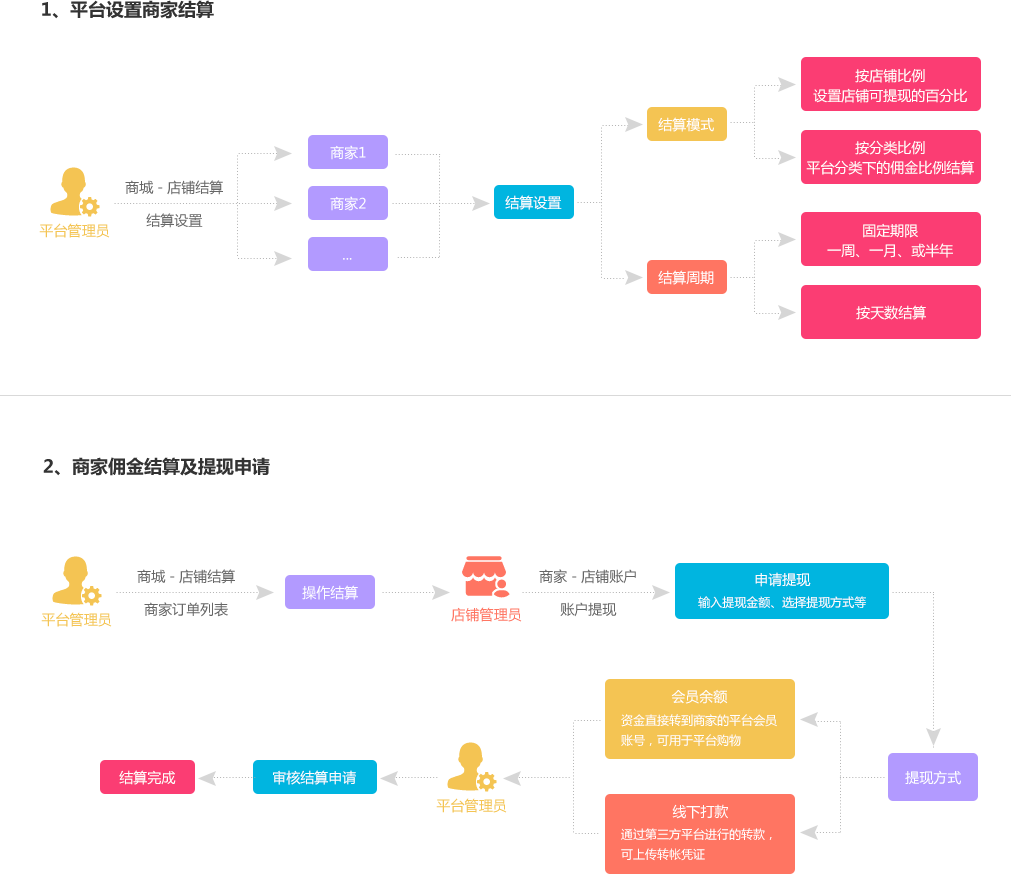 1、平台设置商家结算
平台管理员
商城 - 店铺结算
结算设置
商家1
商家2
...
结算设置
结算模式
结算周期
按店铺比例
设置店铺可提现的百分比
按分类比例
平台分类下的佣金比例结算
固定期限
一周、一月、或半年
按天数结算
2、商家佣金结算及提现申请
平台管理员
商城 - 店铺结算
商家订单列表
操作结算
店铺管理员
商家 - 店铺账户
账户提现
申请提现
输入提现金额、选择提现方式等
提现方式
会员余额
资金直接转到商家的平台会员
账号，可用于平台购物
线下打款
通过第三方平台进行的转款，
可上传转帐凭证
平台管理员
审核结算申请
结算完成